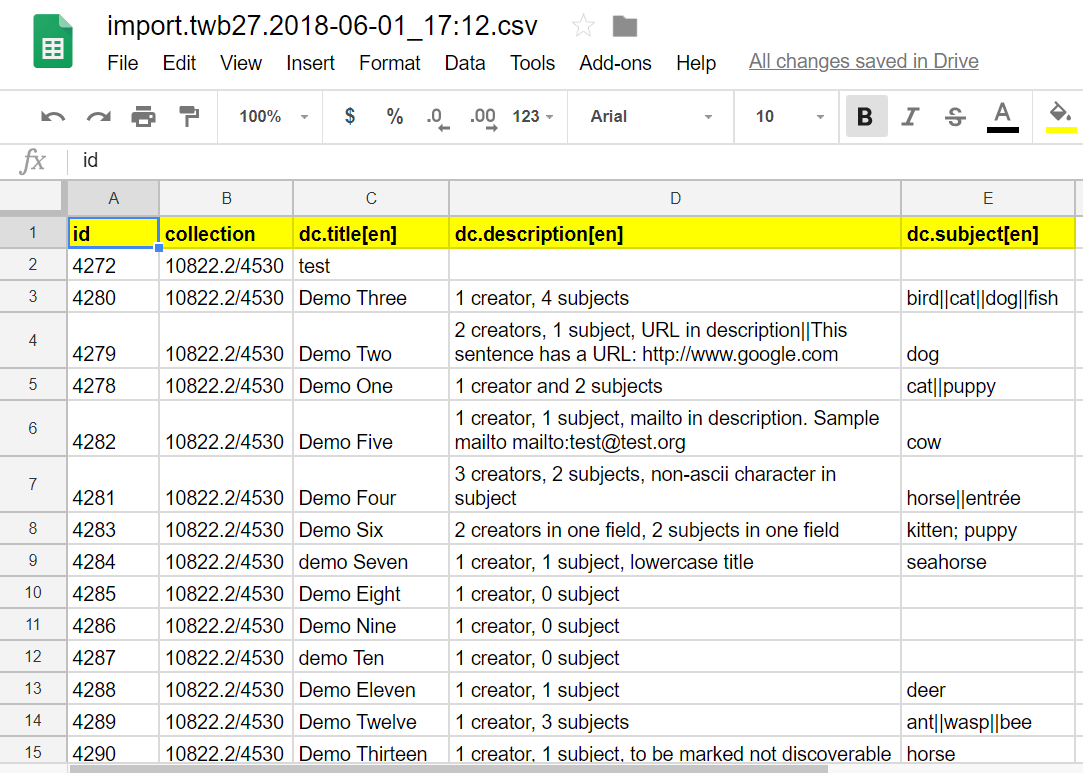 import.twb27.2018-06-01_17:12.csv
File Edit View Insert Format Data Tools Add-ons Help All changes saved in Drive
100% $ % .0 .00 123 Arial 10 B I S A
fx id
A B C D E
1 id collection dc.title[en] dc.description[en] dc.subject[en]
2 4272 10822.2/4530 test
3 4280 10822.2/4530 Demo Three 1 creator, 4 subjects bird||cat||dog||fish
2 creators, 1 subject, URL in description||This
4 4279 10822.2/4530 Demo Two sentence has a URL: http://www.google.com dog
5 4278 10822.2/4530 Demo One 1 creator and 2 subjects cat||puppy
1 creator, 1 subject, mailto in description. Sample
6 4282 10822.2/4530 Demo Five mailto mailto:test@test.org cow
3 creators, 2 subjects, non-ascii character in
7 4281 10822.2/4530 Demo Four subject horse||entrée
8 4283 10822.2/4530 Demo Six 2 creators in one field, 2 subjects in one field kitten; puppy
9 4284 10822.2/4530 demo Seven 1 creator, 1 subject, lowercase title seahorse
10 4285 10822.2/4530 Demo Eight 1 creator, 0 subject
11 4286 10822.2/4530 Demo Nine 1 creator, 0 subject
12 4287 10822.2/4530 demo Ten 1 creator, 0 subject
13 4288 10822.2/4530 Demo Eleven 1 creator, 1 subject deer
14 4289 10822.2/4530 Demo Twelve 1 creator, 3 subjects ant||wasp||bee
15 4290 10822.2/4530 Demo Thirteen 1 creator, 1 subject, to be marked not discoverable horse